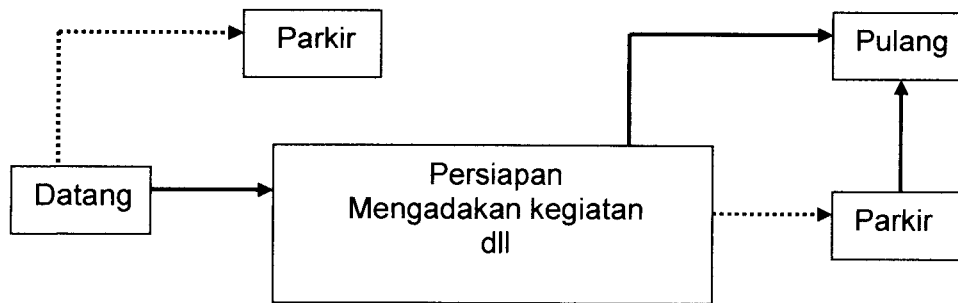 Parkir
Pulang
Datang
Persiapan
Mengadakan kegiatan
dll
Parkir